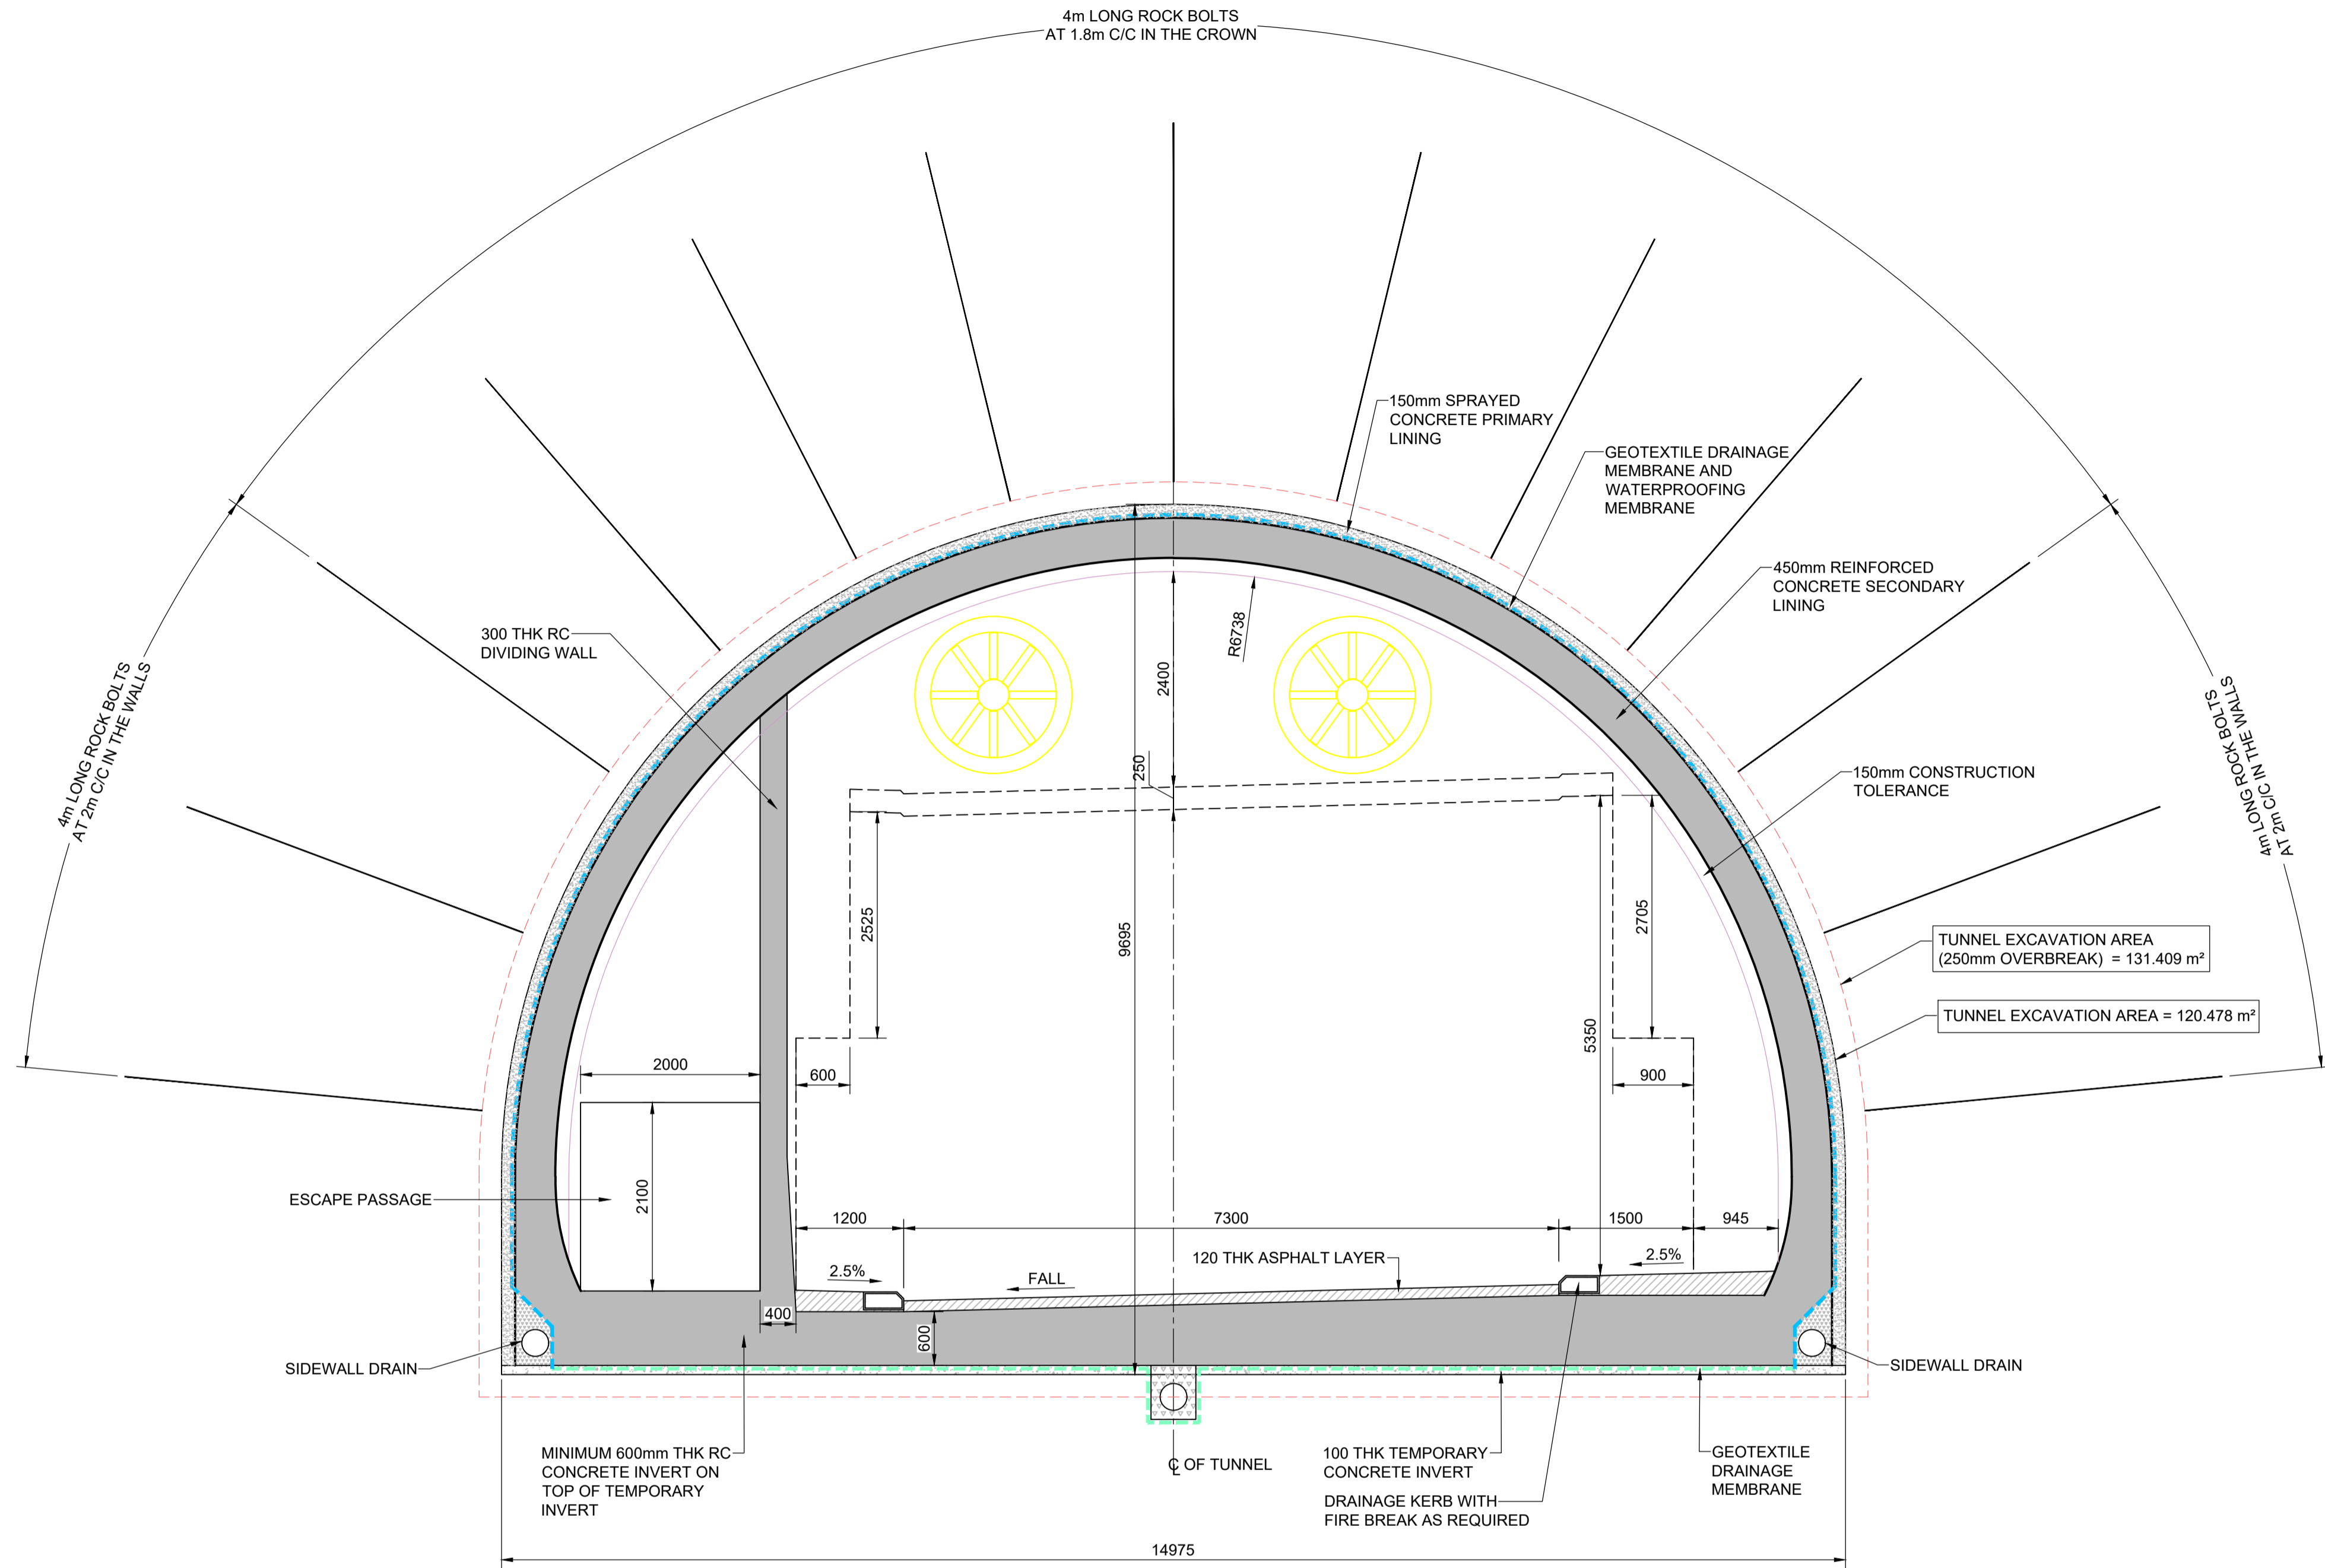 4m LONG ROCK BOLTS
AT 1.8m C/C IN THE CROWN
150mm SPRAYED
CONCRETE PRIMARY
LINING
GEOTEXTILE DRAINAGE
MEMBRANE AND
WATERPROOFING
MEMBRANE
450mm REINFORCED
CONCRETE SECONDARY
LINING
300 THK RC
DIVIDING WALL
R6738
2400
250
4m LONG ROCK BOLTS
AT 2m C/C IN THE WALLS
4m LONG ROCK BOLTS
AT 2m C/C IN THE WALLS
150mm CONSTRUCTION
TOLERANCE
2525
9695
2705
5350
TUNNEL EXCAVATION AREA
(250mm OVERBREAK) = 131.409 m²
TUNNEL EXCAVATION AREA = 120.478 m²
2000
600
900
2100
ESCAPE PASSAGE
1200
7300
1500
945
120 THK ASPHALT LAYER
2.5%
FALL
2.5%
400
600
SIDEWALL DRAIN
SIDEWALL DRAIN
MINIMUM 600mm THK RC
CONCRETE INVERT ON
TOP OF TEMPORARY
INVERT
℄ OF TUNNEL
100 THK TEMPORARY
CONCRETE INVERT
DRAINAGE KERB WITH
FIRE BREAK AS REQUIRED
GEOTEXTILE
DRAINAGE
MEMBRANE
14975